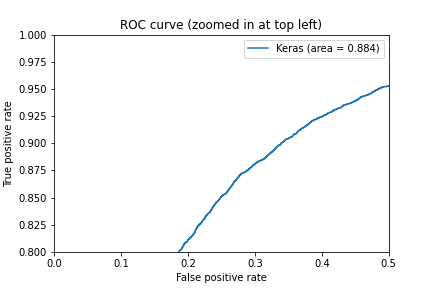 ROC curve (zoomed in at top left)
Keras (area = 0.884)
True positive rate
1.000
0.975
0.950
0.925
0.900
0.875
0.850
0.825
0.800
0.0 0.1 0.2 0.3 0.4 0.5
False positive rate